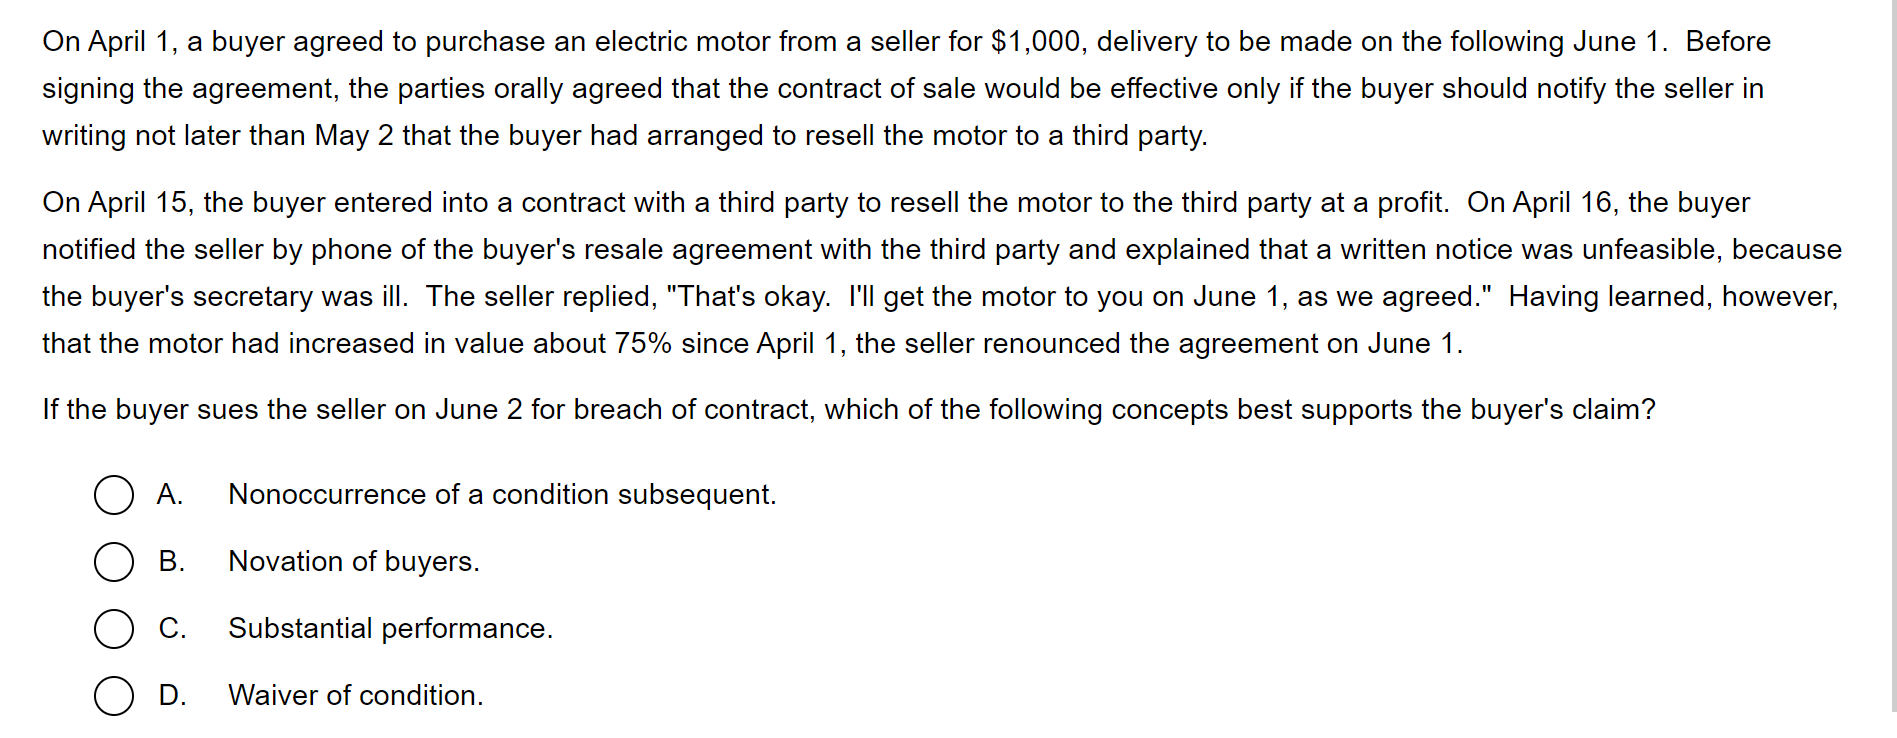 On April 1, a buyer agreed to purchase an electric motor from a seller for $1,000, delivery to be made on the following June 1.  Before
signing the agreement, the parties orally agreed that the contract of sale would be effective only if the buyer should notify the seller in
writing not later than May 2 that the buyer had arranged to resell the motor to a third party.
On April 15, the buyer entered into a contract with a third party to resell the motor to the third party at a profit.  On April 16, the buyer
notified the seller by phone of the buyer's resale agreement with the third party and explained that a written notice was unfeasible, because
the buyer's secretary was ill.  The seller replied, "That's okay.  I'll get the motor to you on June 1, as we agreed."  Having learned, however,
that the motor had increased in value about 75% since April 1, the seller renounced the agreement on June 1.
If the buyer sues the seller on June 2 for breach of contract, which of the following concepts best supports the buyer's claim?
A. Nonoccurrence of a condition subsequent.
B. Novation of buyers.
C. Substantial performance.
D. Waiver of condition.